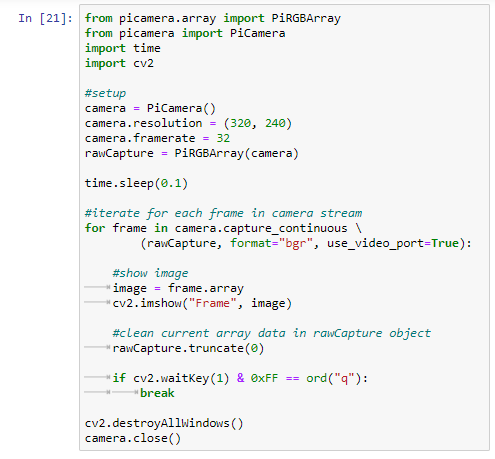 In [21]: from picamera.array import PiRGBArray
from picamera import PiCamera
import time
import cv2
#setup
camera = PiCamera()
camera.resolution = (320, 240)
camera.framerate = 32
rawCapture = PiRGBArray(camera)
time.sleep(0.1)
#iterate for each frame in camera stream
for frame in camera.capture_continuous \
(rawCapture, format="bgr", use_video_port=True):
#show image
image = frame.array
cv2.imshow("Frame", image)
#clean current array data in rawCapture object
rawCapture.truncate(0)
if cv2.waitKey(1) & 0xFF == ord("q"):
break
cv2.destroyAllWindows()
camera.close()